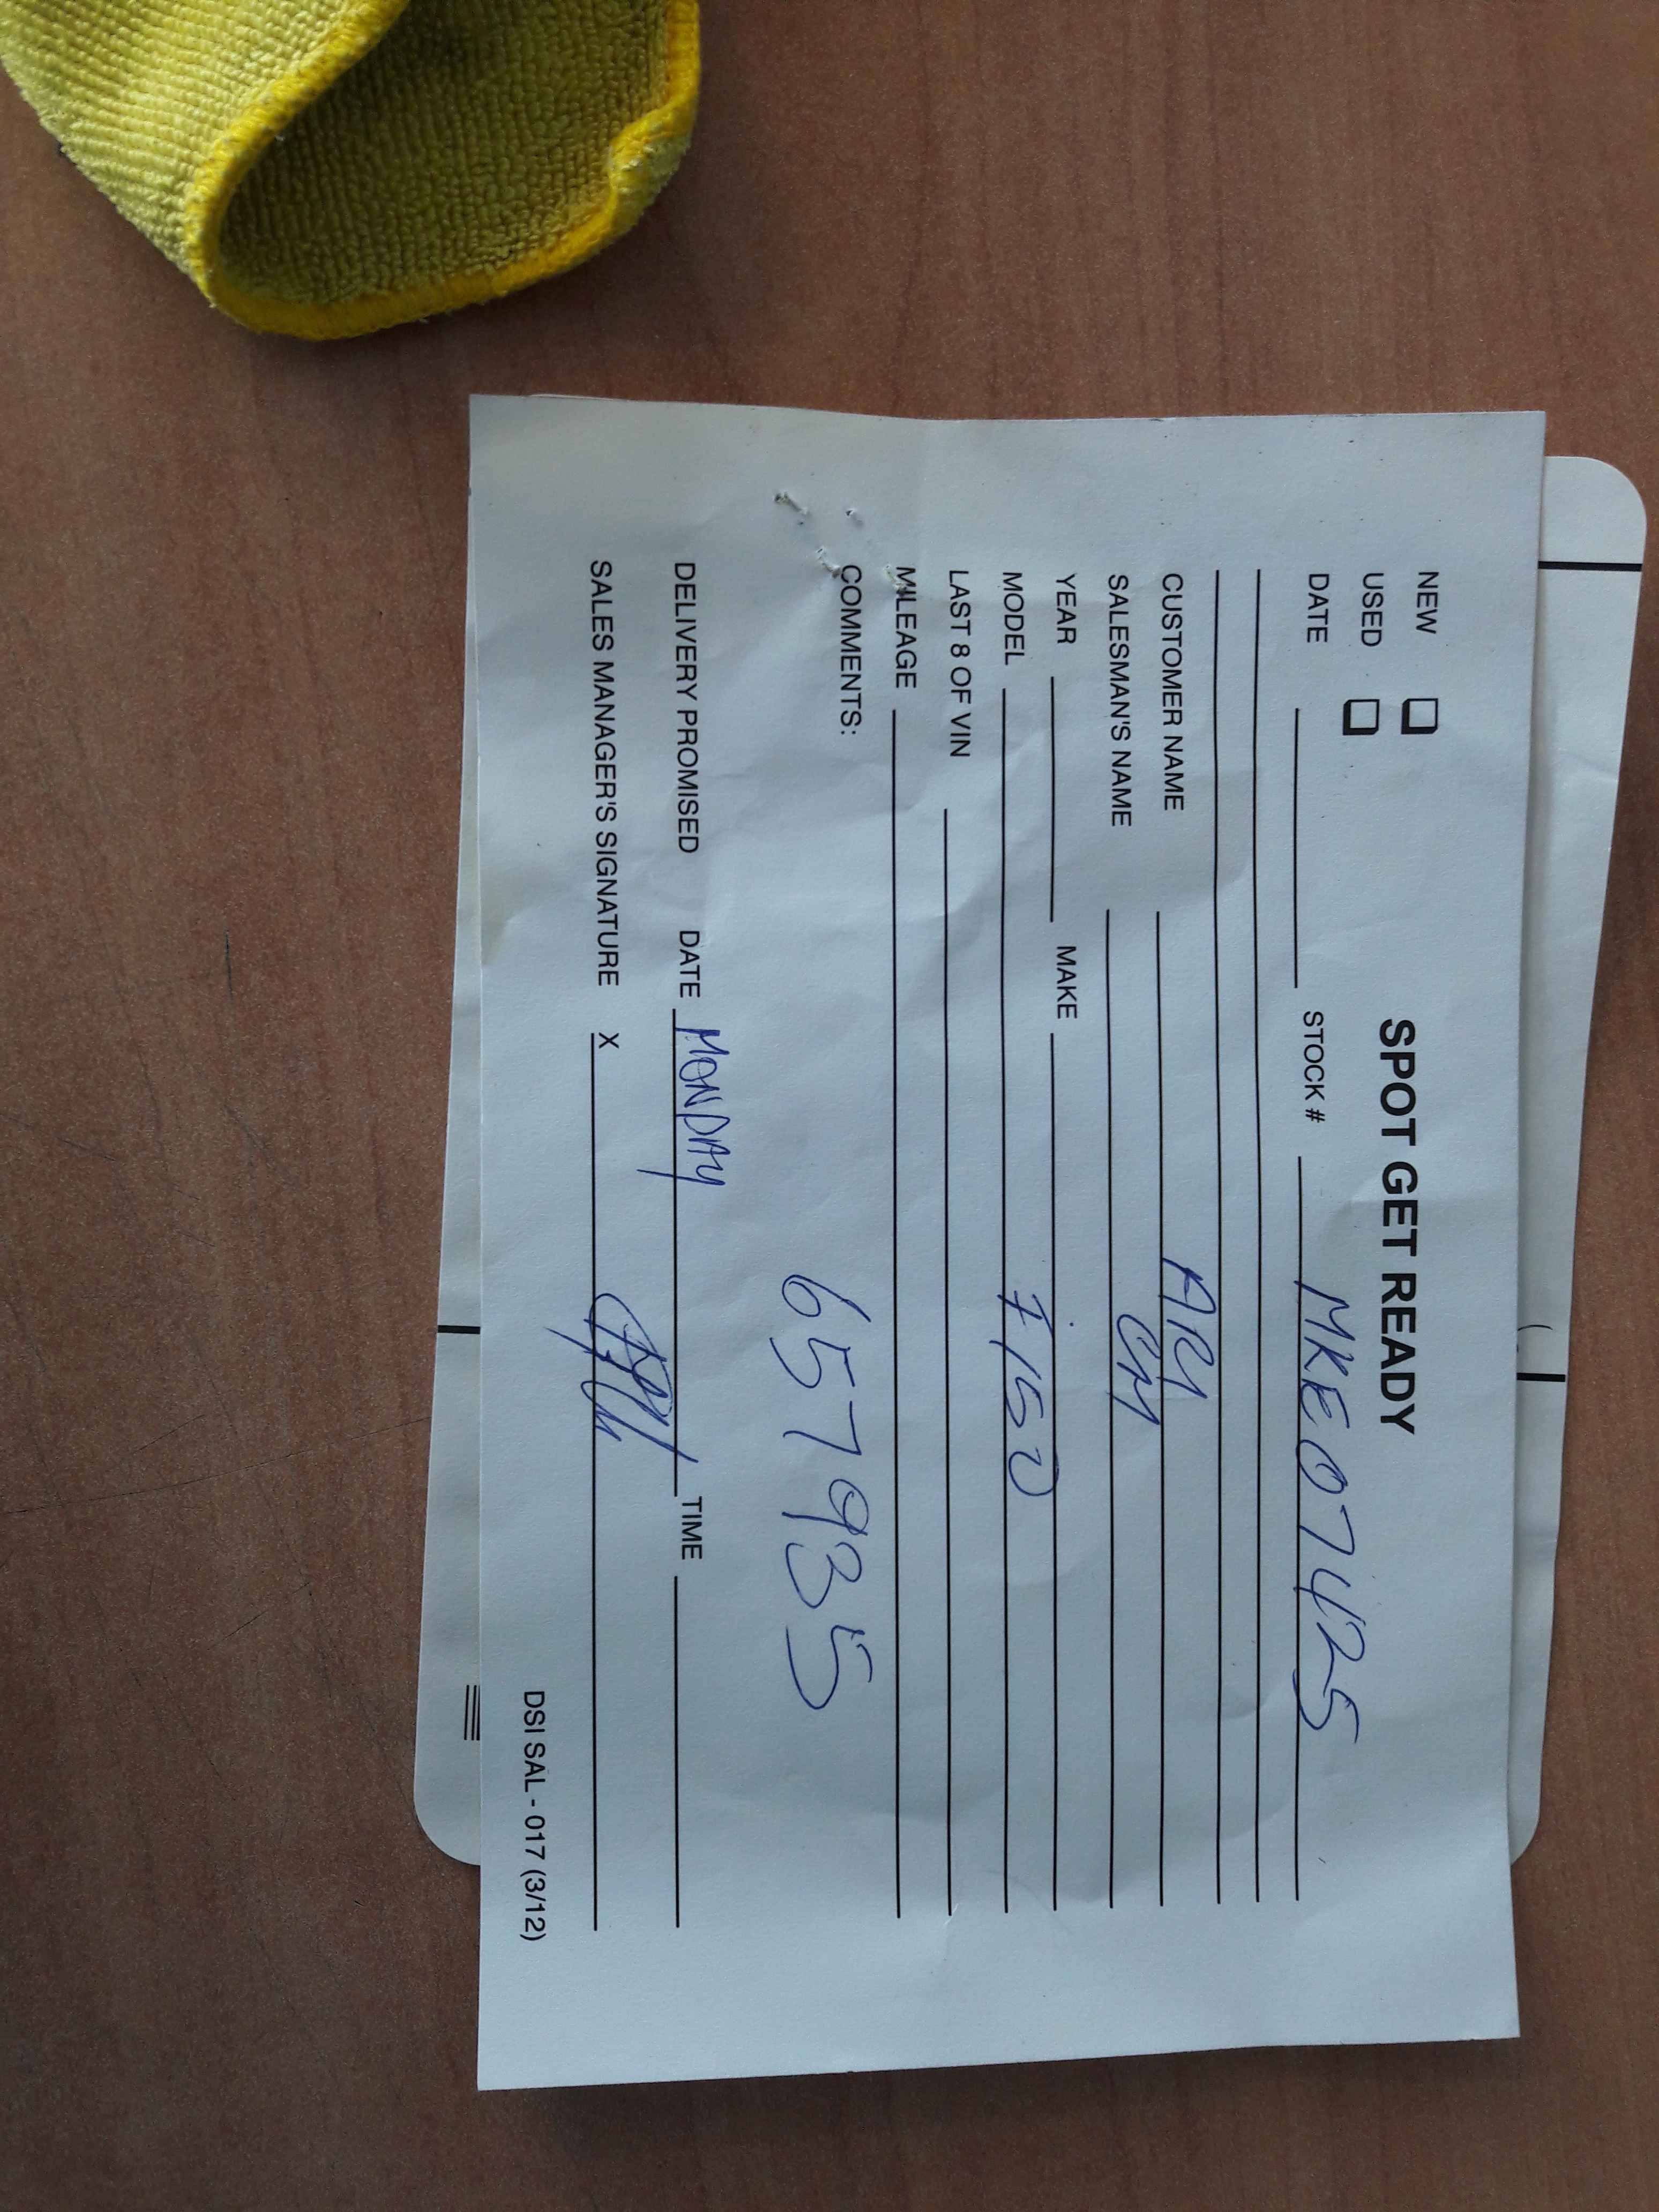 SPOT GET READY
NEW
USED
DATE STOCK # MKE07425
CUSTOMER NAME ARY
SALESMAN'S NAME
YEAR MAKE
MODEL F150
LAST 8 OF VIN
MILEAGE
COMMENTS:
657935
DELIVERY PROMISED DATE MONDAY TIME
SALES MANAGER'S SIGNATURE X
DSI SAL - 017 (3/12)